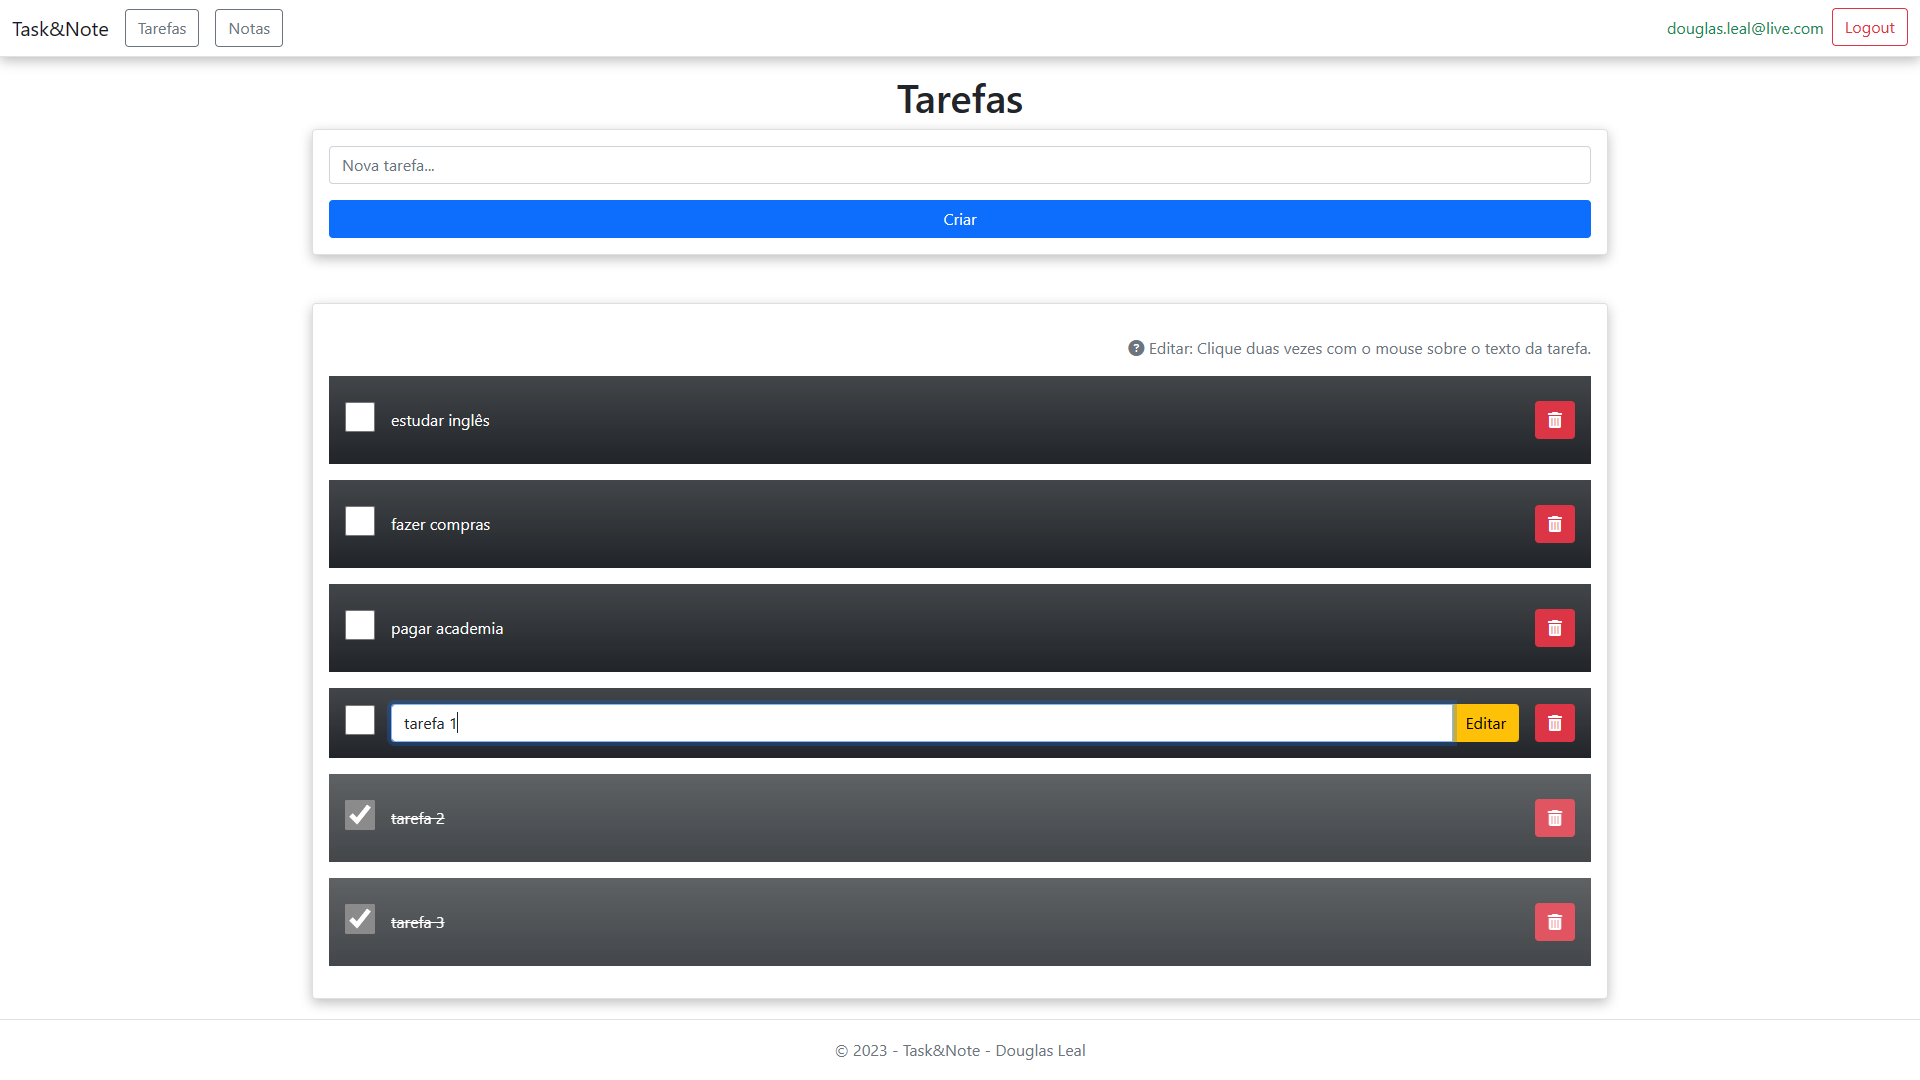 Task&Note Tarefas Notas douglas.leal@live.com Logout
Tarefas
Nova tarefa...
Criar
Editar: Clique duas vezes com o mouse sobre o texto da tarefa.
estudar inglês
fazer compras
pagar academia
tarefa 1 Editar
tarefa 2
tarefa 3
© 2023 - Task&Note - Douglas Leal